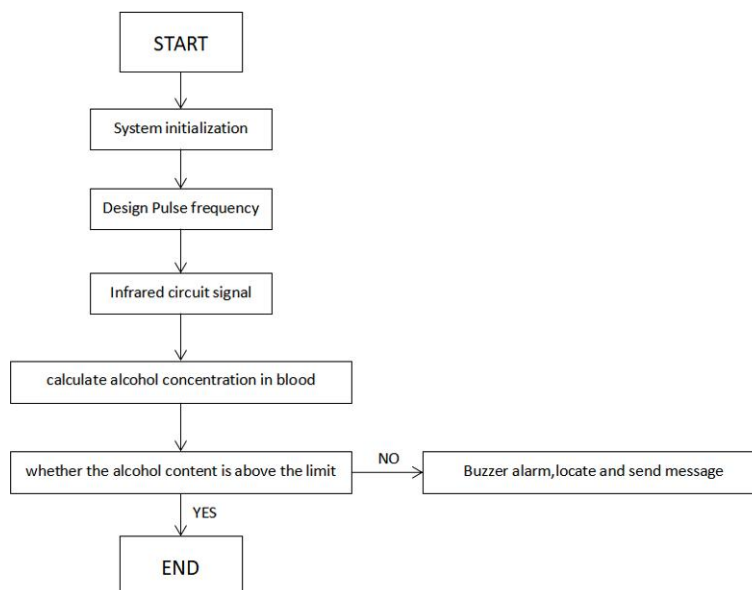 START
System initialization
Design Pulse frequency
Infrared circuit signal
calculate alcohol concentration in blood
whether the alcohol content is above the limit
NO
Buzzer alarm,locate and send message
YES
END